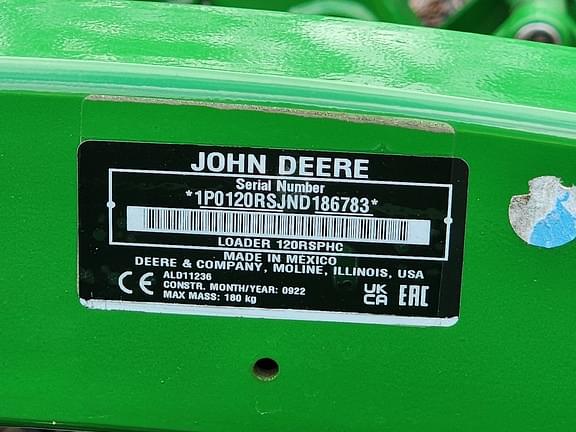 JOHN DEERE
Serial Number
*1P0120RSJND186783*
LOADER 120RSPHC
MADE IN MEXICO
DEERE & COMPANY, MOLINE, ILLINOIS, USA
CE ALD11236
CONSTR. MONTH/YEAR: 0922
MAX MASS: 180 kg
UK
CA EAC